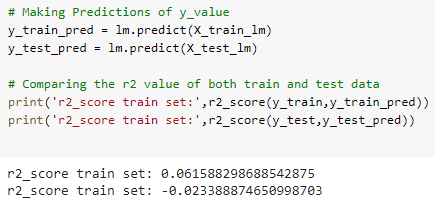 # Making Predictions of y_value
y_train_pred = lm.predict(X_train_lm)
y_test_pred = lm.predict(X_test_lm)
# Comparing the r2 value of both train and test data
print('r2_score train set:',r2_score(y_train,y_train_pred))
print('r2_score train set:',r2_score(y_test,y_test_pred))
r2_score train set: 0.061588298688542875
r2_score train set: -0.023388874650998703